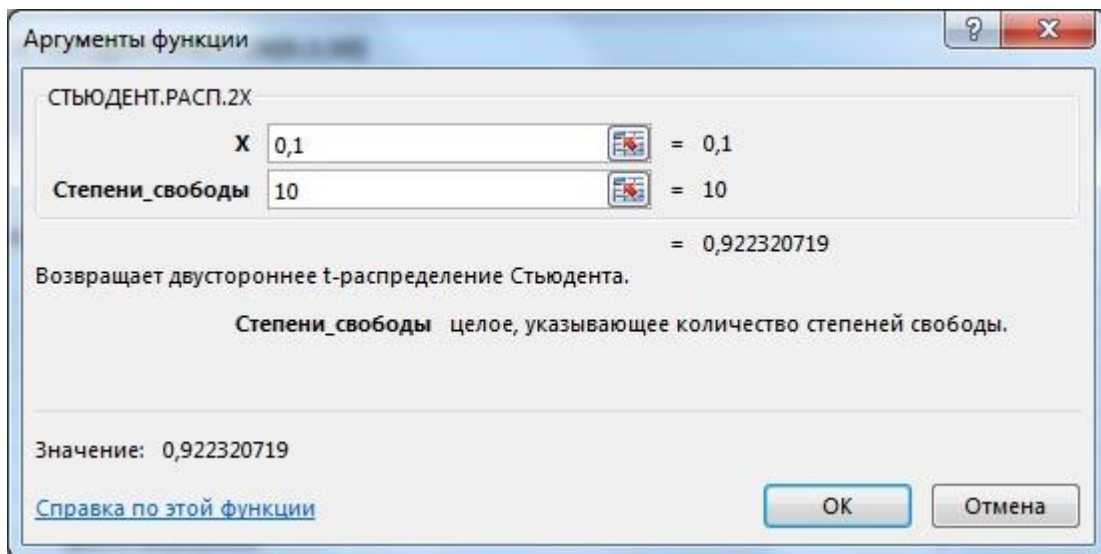 Аргументы функции
?
X
СТЬЮДЕНТ.РАСП.2X
X 0,1 = 0,1
Степени_свободы 10 = 10
= 0,922320719
Возвращает двустороннее t-распределение Стьюдента.
Степени_свободы целое, указывающее количество степеней свободы.
Значение: 0,922320719
Справка по этой функции
ОК
Отмена